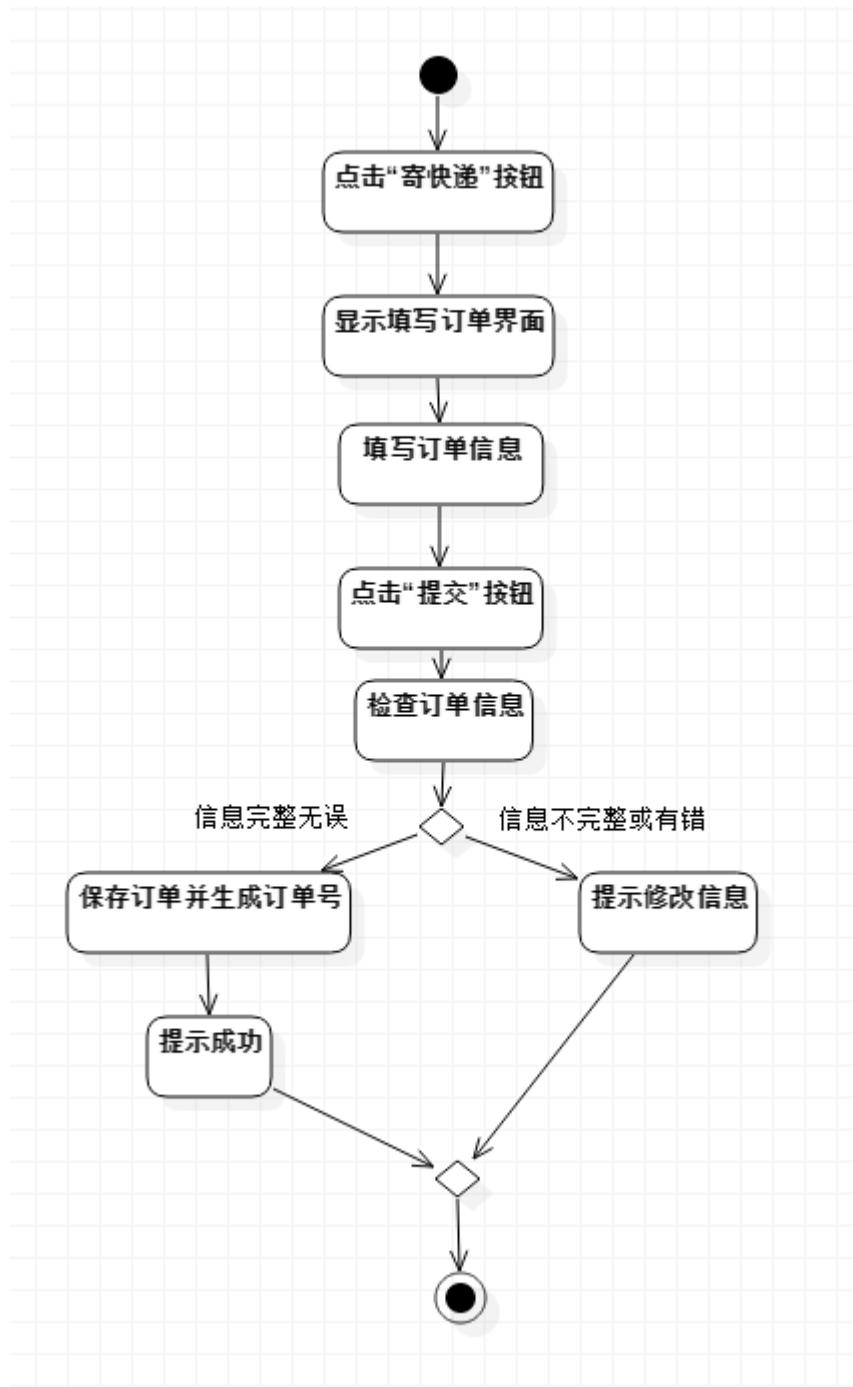 点击“寄快递”按钮
显示填写订单界面
填写订单信息
点击“提交”按钮
检查订单信息
信息完整无误
信息不完整或有错
保存订单并生成订单号
提示修改信息
提示成功